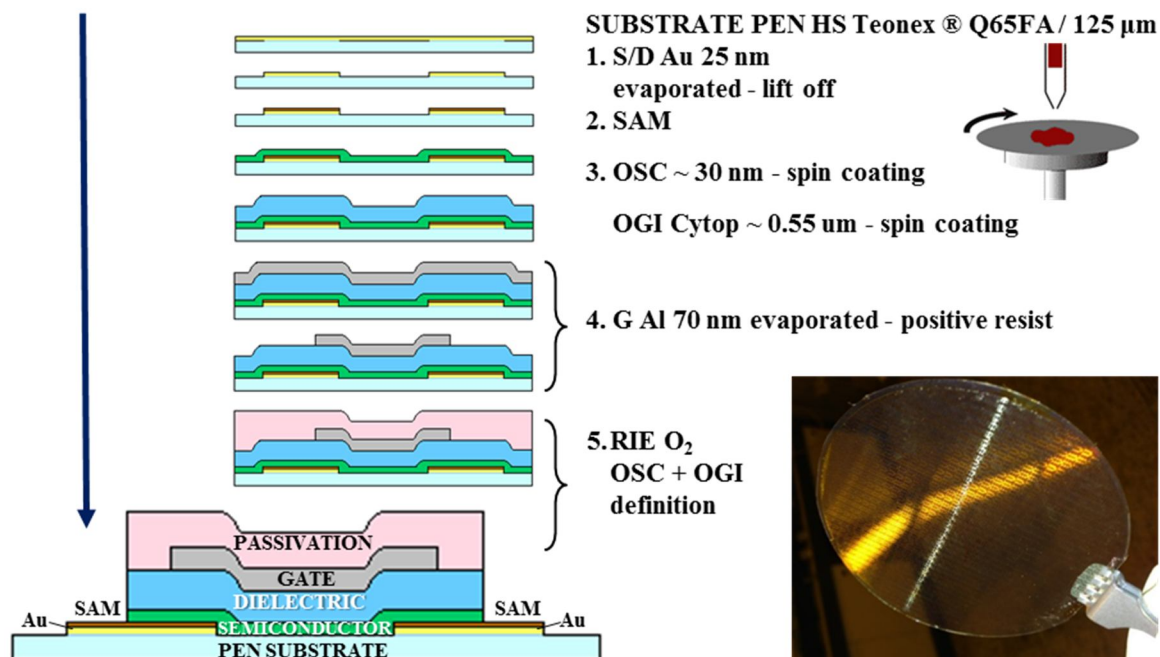 SUBSTRATE PEN HS Teonex ® Q65FA / 125 µm
1. S/D Au 25 nm
evaporated - lift off
2. SAM
3. OSC ~ 30 nm - spin coating
OGI Cytop ~ 0.55 um - spin coating
4. G Al 70 nm evaporated - positive resist
5. RIE O₂
OSC + OGI
definition
PASSIVATION
GATE
DIELECTRIC
SAM
SAM
Au
SEMICONDUCTOR
Au
PEN SUBSTRATE